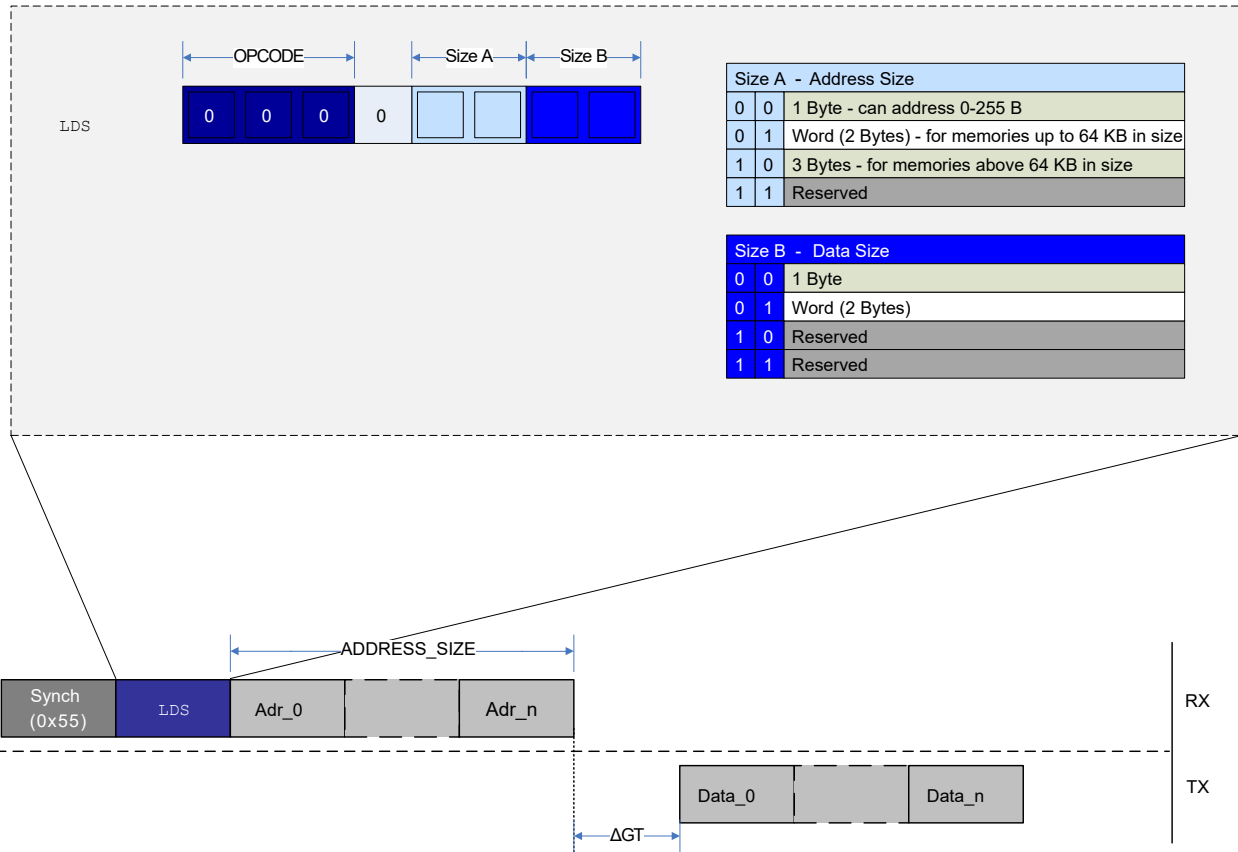 OPCODE Size A Size B
LDS 0 0 0 0
Size A - Address Size
0 0 1 Byte - can address 0-255 B
0 1 Word (2 Bytes) - for memories up to 64 KB in size
1 0 3 Bytes - for memories above 64 KB in size
1 1 Reserved
Size B - Data Size
0 0 1 Byte
0 1 Word (2 Bytes)
1 0 Reserved
1 1 Reserved
ADDRESS_SIZE
Synch
(0x55)
LDS
Adr_0
Adr_n
RX
Data_0
Data_n
TX
ΔGT